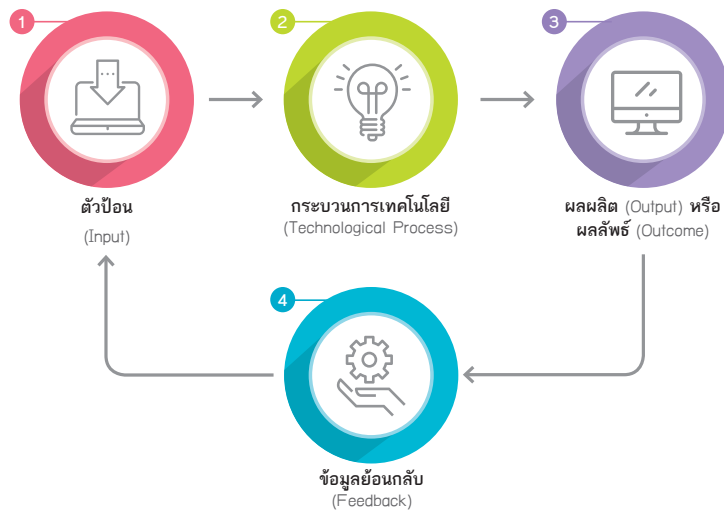 1
2
3
ตัวป้อน
(Input)
กระบวนการเทคโนโลยี
(Technological Process)
ผลผลิต (Output) หรือ
ผลลัพธ์ (Outcome)
4
ข้อมูลย้อนกลับ
(Feedback)